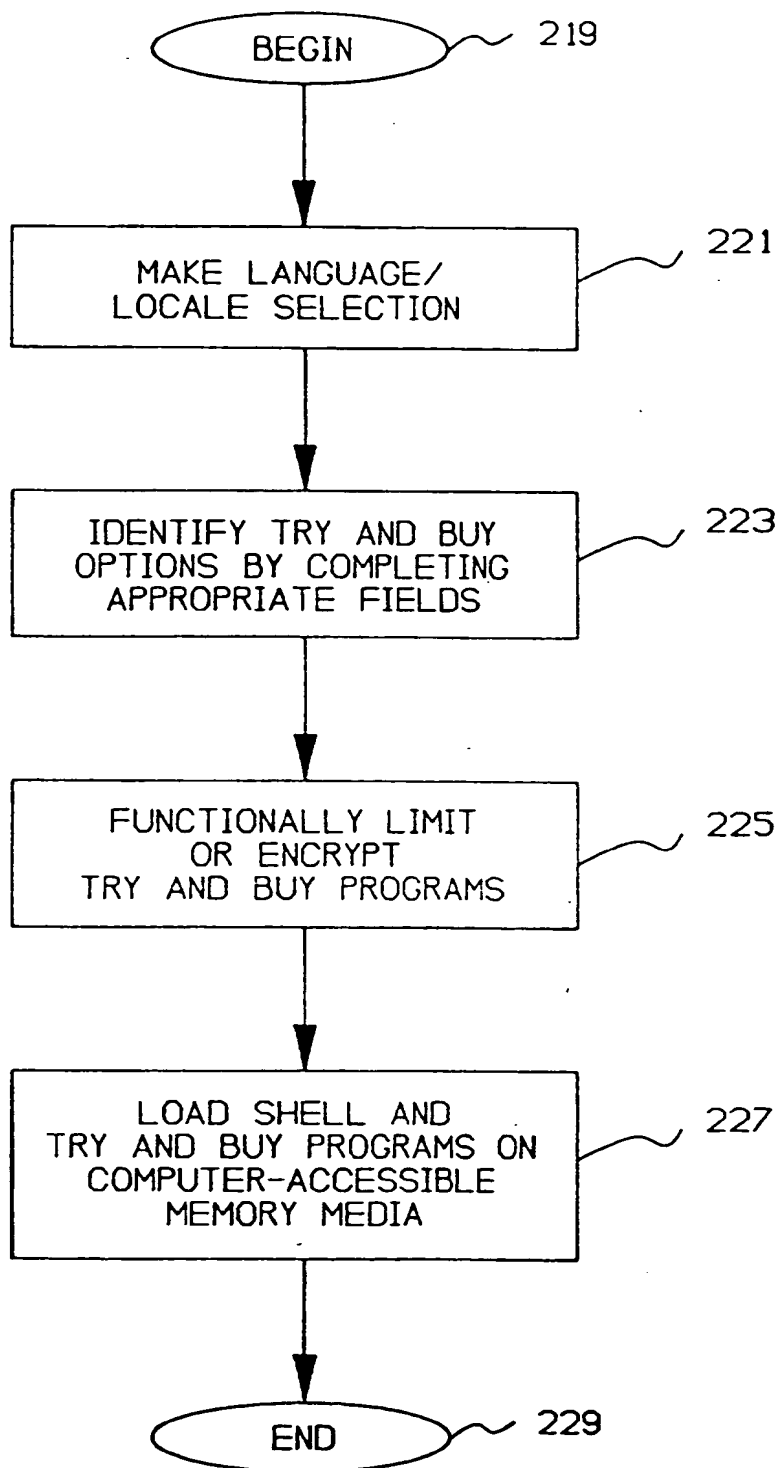 BEGIN
219
MAKE LANGUAGE/
LOCALE SELECTION
221
IDENTIFY TRY AND BUY
OPTIONS BY COMPLETING
APPROPRIATE FIELDS
223
FUNCTIONALLY LIMIT
OR ENCRYPT
TRY AND BUY PROGRAMS
225
LOAD SHELL AND
TRY AND BUY PROGRAMS ON
COMPUTER-ACCESSIBLE
MEMORY MEDIA
227
END
229